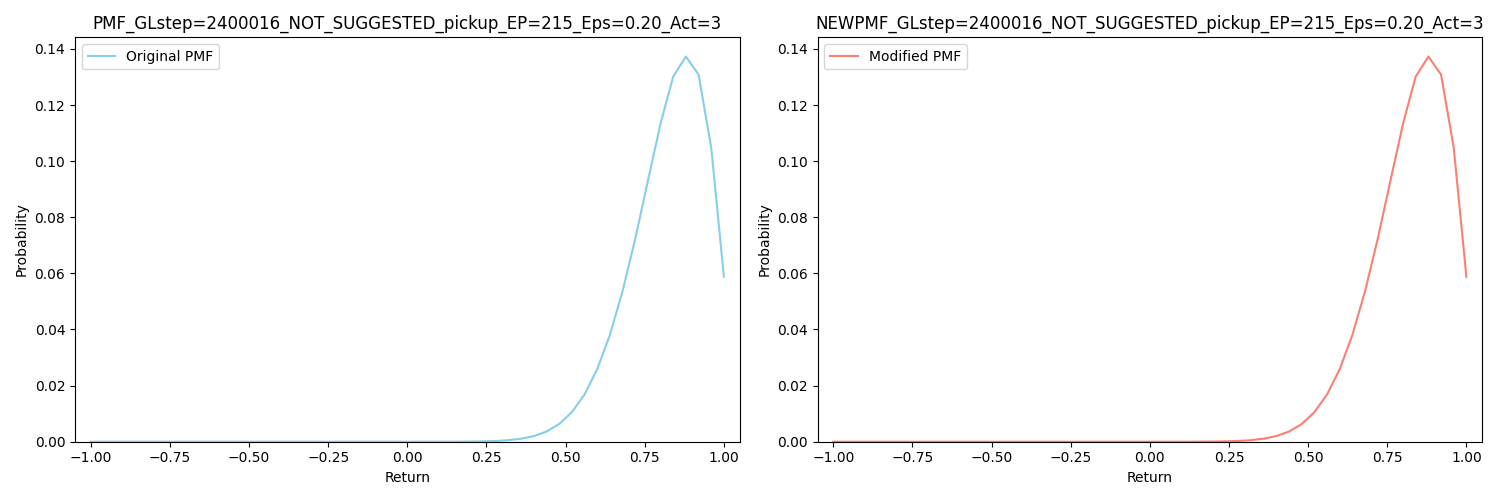 PMF_GLstep=2400016_NOT_SUGGESTED_pickup_EP=215_Eps=0.20_Act=3
Original PMF
0.14
0.12
0.10
0.08
0.06
0.04
0.02
0.00
Probability
−1.00 −0.75 −0.50 −0.25 0.00 0.25 0.50 0.75 1.00
Return
NEWPMF_GLstep=2400016_NOT_SUGGESTED_pickup_EP=215_Eps=0.20_Act=3
Modified PMF
0.14
0.12
0.10
0.08
0.06
0.04
0.02
0.00
Probability
−1.00 −0.75 −0.50 −0.25 0.00 0.25 0.50 0.75 1.00
Return